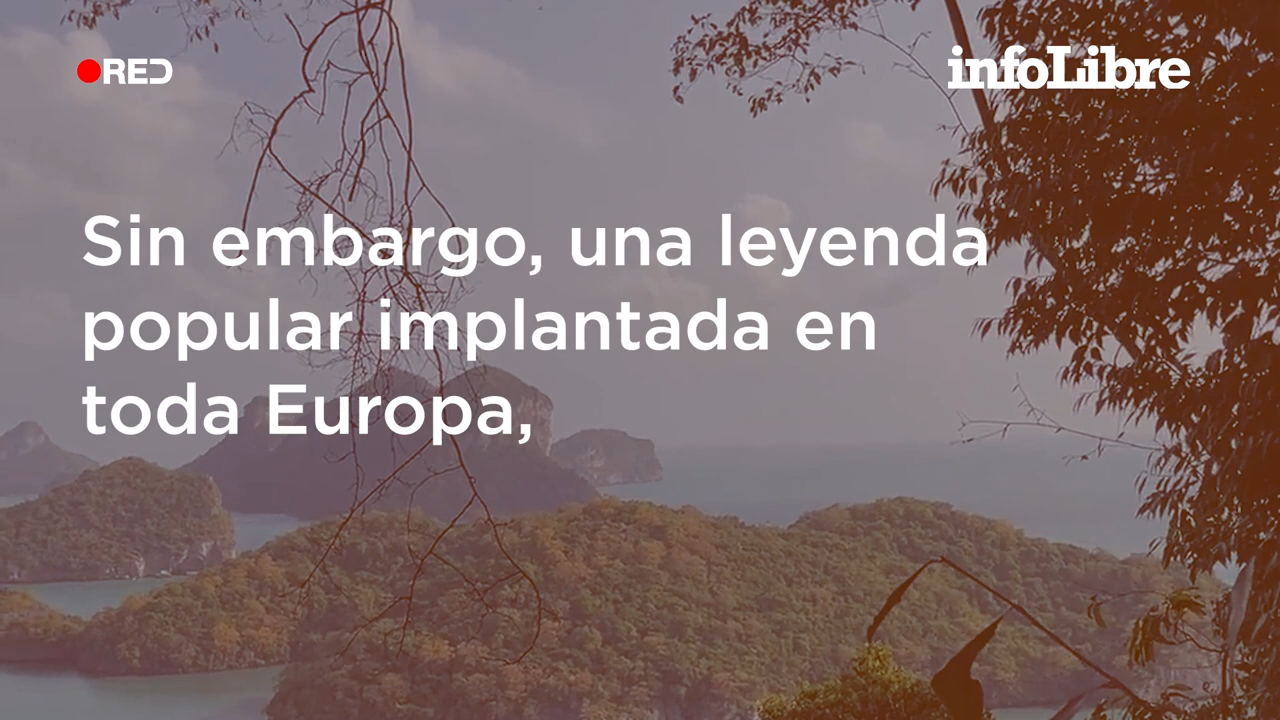 RED
infoLibre
Sin embargo, una leyenda
popular implantada en
toda Europa,